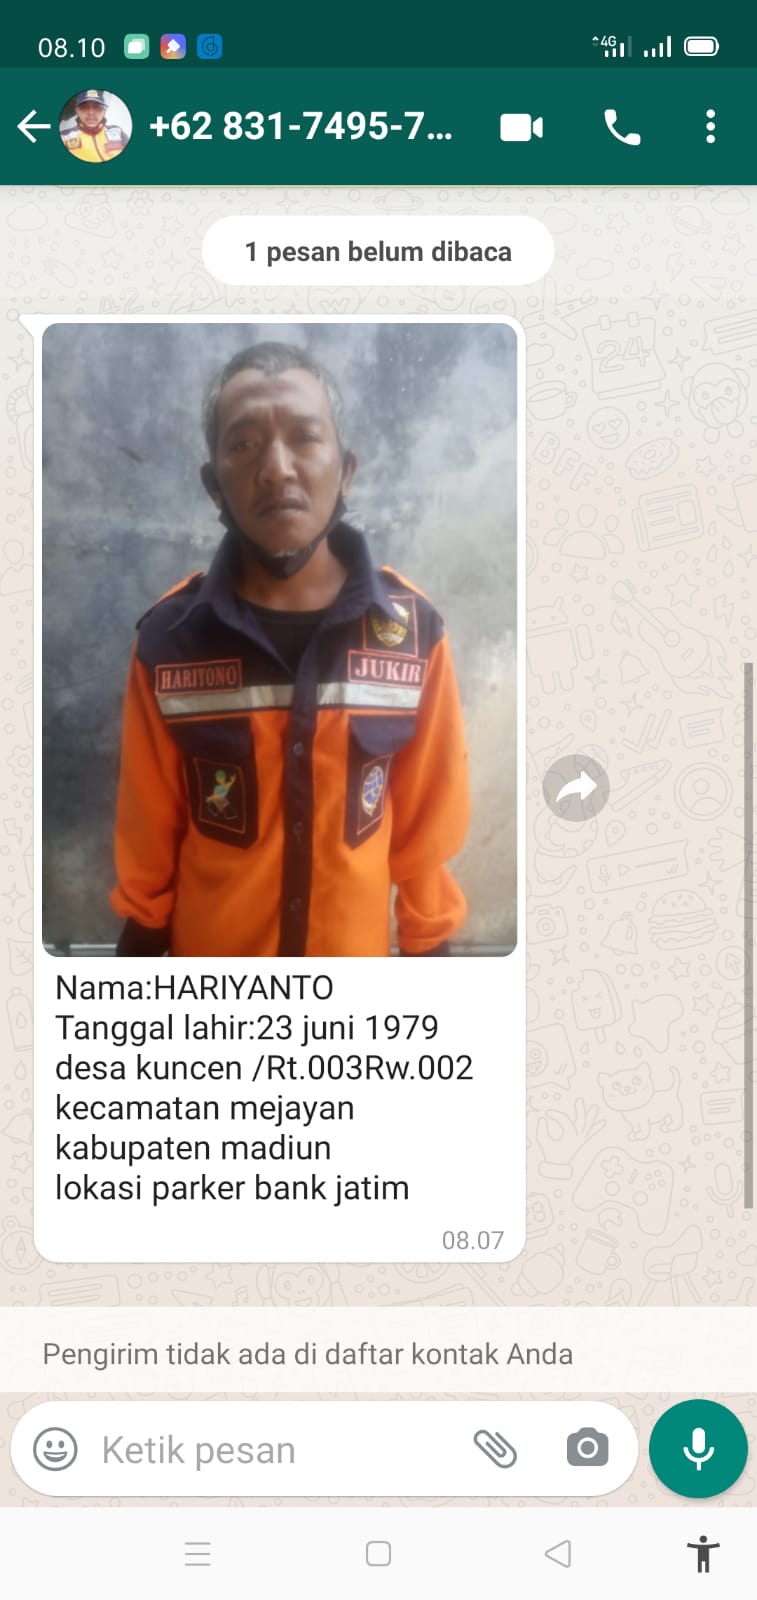 08.10
4G
+62 831-7495-7...
1 pesan belum dibaca
HARIYONO
JUKIR
Nama:HARIYANTO
Tanggal lahir:23 juni 1979
desa kuncen /Rt.003Rw.002
kecamatan mejayan
kabupaten madiun
lokasi parker bank jatim
08.07
Pengirim tidak ada di daftar kontak Anda
Ketik pesan